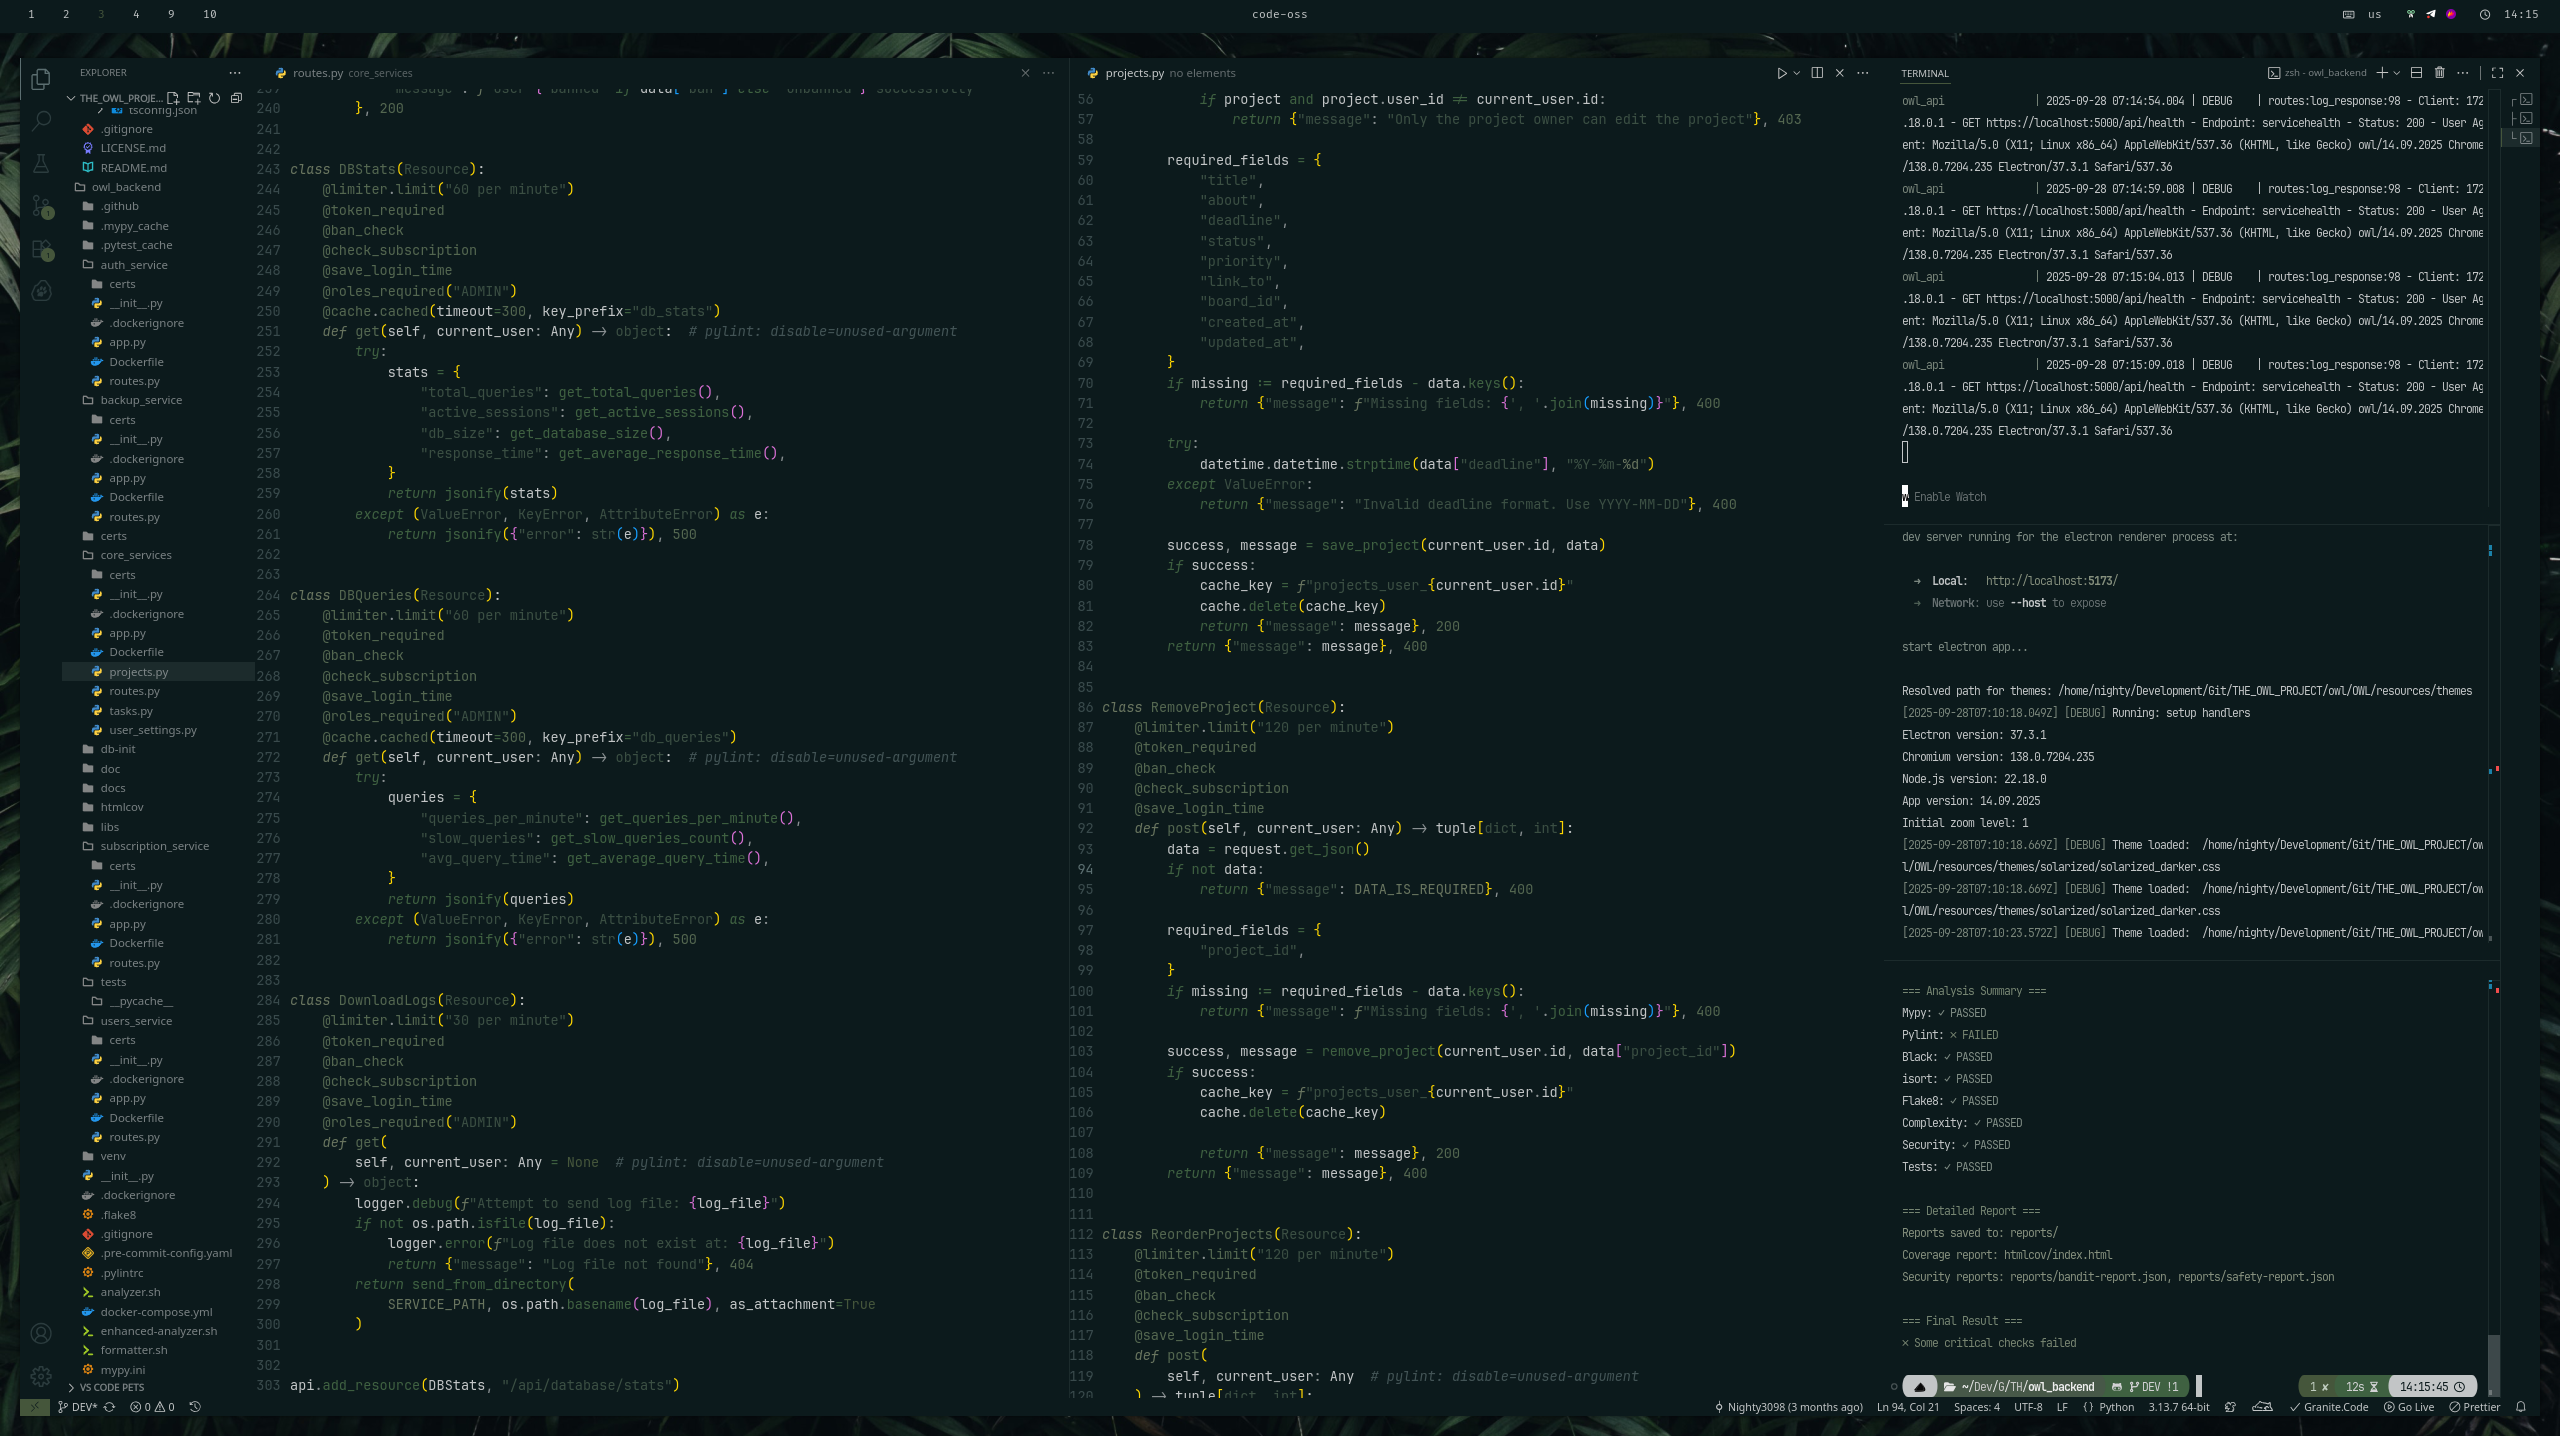 1 2 3 4 9 10
code-oss
us 14:15
EXPLORER
THE_OWL_PROJE...
tsconfig.json
.gitignore
LICENSE.md
README.md
owl_backend
.github
.mypy_cache
.pytest_cache
auth_service
certs
__init__.py
.dockerignore
app.py
Dockerfile
routes.py
backup_service
certs
__init__.py
.dockerignore
app.py
Dockerfile
routes.py
certs
core_services
certs
__init__.py
.dockerignore
app.py
Dockerfile
projects.py
routes.py
tasks.py
user_settings.py
db-init
doc
docs
htmlcov
libs
subscription_service
certs
__init__.py
.dockerignore
app.py
Dockerfile
routes.py
tests
__pycache__
users_service
certs
__init__.py
.dockerignore
app.py
Dockerfile
routes.py
venv
__init__.py
.dockerignore
.flake8
.gitignore
.pre-commit-config.yaml
.pylintrc
analyzer.sh
docker-compose.yml
enhanced-analyzer.sh
formatter.sh
mypy.ini
VS CODE PETS
routes.py core_services
240 }, 200
241
242
243 class DBStats(Resource):
244 @limiter.limit("60 per minute")
245 @token_required
246 @ban_check
247 @check_subscription
248 @save_login_time
249 @roles_required("ADMIN")
250 @cache.cached(timeout=300, key_prefix="db_stats")
251 def get(self, current_user: Any) -> object: # pylint: disable=unused-argument
252 try:
253 stats = {
254 "total_queries": get_total_queries(),
255 "active_sessions": get_active_sessions(),
256 "db_size": get_database_size(),
257 "response_time": get_average_response_time(),
258 }
259 return jsonify(stats)
260 except (ValueError, KeyError, AttributeError) as e:
261 return jsonify({"error": str(e)}), 500
262
263
264 class DBQueries(Resource):
265 @limiter.limit("60 per minute")
266 @token_required
267 @ban_check
268 @check_subscription
269 @save_login_time
270 @roles_required("ADMIN")
271 @cache.cached(timeout=300, key_prefix="db_queries")
272 def get(self, current_user: Any) -> object: # pylint: disable=unused-argument
273 try:
274 queries = {
275 "queries_per_minute": get_queries_per_minute(),
276 "slow_queries": get_slow_queries_count(),
277 "avg_query_time": get_average_query_time(),
278 }
279 return jsonify(queries)
280 except (ValueError, KeyError, AttributeError) as e:
281 return jsonify({"error": str(e)}), 500
282
283
284 class DownloadLogs(Resource):
285 @limiter.limit("30 per minute")
286 @token_required
287 @ban_check
288 @check_subscription
289 @save_login_time
290 @roles_required("ADMIN")
291 def get(
292 self, current_user: Any = None # pylint: disable=unused-argument
293 ) -> object:
294 logger.debug(f"Attempt to send log file: {log_file}")
295 if not os.path.isfile(log_file):
296 logger.error(f"Log file does not exist at: {log_file}")
297 return {"message": "Log file not found"}, 404
298 return send_from_directory(
299 SERVICE_PATH, os.path.basename(log_file), as_attachment=True
300 )
301
302
303 api.add_resource(DBStats, "/api/database/stats")
projects.py no elements
56 if project and project.user_id != current_user.id:
57 return {"message": "Only the project owner can edit the project"}, 403
58
59 required_fields = {
60 "title",
61 "about",
62 "deadline",
63 "status",
64 "priority",
65 "link_to",
66 "board_id",
67 "created_at",
68 "updated_at",
69 }
70 if missing := required_fields - data.keys():
71 return {"message": f"Missing fields: {', '.join(missing)}"}, 400
72
73 try:
74 datetime.datetime.strptime(data["deadline"], "%Y-%m-%d")
75 except ValueError:
76 return {"message": "Invalid deadline format. Use YYYY-MM-DD"}, 400
77
78 success, message = save_project(current_user.id, data)
79 if success:
80 cache_key = f"projects_user_{current_user.id}"
81 cache.delete(cache_key)
82 return {"message": message}, 200
83 return {"message": message}, 400
84
85
86 class RemoveProject(Resource):
87 @limiter.limit("120 per minute")
88 @token_required
89 @ban_check
90 @check_subscription
91 @save_login_time
92 def post(self, current_user: Any) -> tuple[dict, int]:
93 data = request.get_json()
94 if not data:
95 return {"message": DATA_IS_REQUIRED}, 400
96
97 required_fields = {
98 "project_id",
99 }
100 if missing := required_fields - data.keys():
101 return {"message": f"Missing fields: {', '.join(missing)}"}, 400
102
103 success, message = remove_project(current_user.id, data["project_id"])
104 if success:
105 cache_key = f"projects_user_{current_user.id}"
106 cache.delete(cache_key)
107
108 return {"message": message}, 200
109 return {"message": message}, 400
110
111
112 class ReorderProjects(Resource):
113 @limiter.limit("120 per minute")
114 @token_required
115 @ban_check
116 @check_subscription
117 @save_login_time
118 def post(
119 self, current_user: Any # pylint: disable=unused-argument
120 ) -> tuple[dict, int]:
TERMINAL
zsh - owl_backend
owl_api | 2025-09-28 07:14:54.004 | DEBUG | routes:log_response:98 - Client: 172
.18.0.1 - GET https://localhost:5000/api/health - Endpoint: servicehealth - Status: 200 - User Ag
ent: Mozilla/5.0 (X11; Linux x86_64) AppleWebKit/537.36 (KHTML, like Gecko) owl/14.09.2025 Chrome
/138.0.7204.235 Electron/37.3.1 Safari/537.36
owl_api | 2025-09-28 07:14:59.008 | DEBUG | routes:log_response:98 - Client: 172
.18.0.1 - GET https://localhost:5000/api/health - Endpoint: servicehealth - Status: 200 - User Ag
ent: Mozilla/5.0 (X11; Linux x86_64) AppleWebKit/537.36 (KHTML, like Gecko) owl/14.09.2025 Chrome
/138.0.7204.235 Electron/37.3.1 Safari/537.36
owl_api | 2025-09-28 07:15:04.013 | DEBUG | routes:log_response:98 - Client: 172
.18.0.1 - GET https://localhost:5000/api/health - Endpoint: servicehealth - Status: 200 - User Ag
ent: Mozilla/5.0 (X11; Linux x86_64) AppleWebKit/537.36 (KHTML, like Gecko) owl/14.09.2025 Chrome
/138.0.7204.235 Electron/37.3.1 Safari/537.36
owl_api | 2025-09-28 07:15:09.018 | DEBUG | routes:log_response:98 - Client: 172
.18.0.1 - GET https://localhost:5000/api/health - Endpoint: servicehealth - Status: 200 - User Ag
ent: Mozilla/5.0 (X11; Linux x86_64) AppleWebKit/537.36 (KHTML, like Gecko) owl/14.09.2025 Chrome
/138.0.7204.235 Electron/37.3.1 Safari/537.36
w Enable Watch
dev server running for the electron renderer process at:
➜ Local: http://localhost:5173/
➜ Network: use --host to expose
start electron app...
Resolved path for themes: /home/nighty/Development/Git/THE_OWL_PROJECT/owl/OWL/resources/themes
[2025-09-28T07:10:18.049Z] [DEBUG] Running: setup handlers
Electron version: 37.3.1
Chromium version: 138.0.7204.235
Node.js version: 22.18.0
App version: 14.09.2025
Initial zoom level: 1
[2025-09-28T07:10:18.669Z] [DEBUG] Theme loaded: /home/nighty/Development/Git/THE_OWL_PROJECT/ow
l/OWL/resources/themes/solarized/solarized_darker.css
[2025-09-28T07:10:18.669Z] [DEBUG] Theme loaded: /home/nighty/Development/Git/THE_OWL_PROJECT/ow
l/OWL/resources/themes/solarized/solarized_darker.css
[2025-09-28T07:10:23.572Z] [DEBUG] Theme loaded: /home/nighty/Development/Git/THE_OWL_PROJECT/ow
=== Analysis Summary ===
Mypy: ✓ PASSED
Pylint: ✗ FAILED
Black: ✓ PASSED
isort: ✓ PASSED
Flake8: ✓ PASSED
Complexity: ✓ PASSED
Security: ✓ PASSED
Tests: ✓ PASSED
=== Detailed Report ===
Reports saved to: reports/
Coverage report: htmlcov/index.html
Security reports: reports/bandit-report.json, reports/safety-report.json
=== Final Result ===
✗ Some critical checks failed
~/Dev/G/TH/owl_backend DEV !1 1 ✘ 12s 14:15:45
DEV* 0 0
Nighty3098 (3 months ago) Ln 94, Col 21 Spaces: 4 UTF-8 LF {} Python 3.13.7 64-bit Granite.Code Go Live Prettier